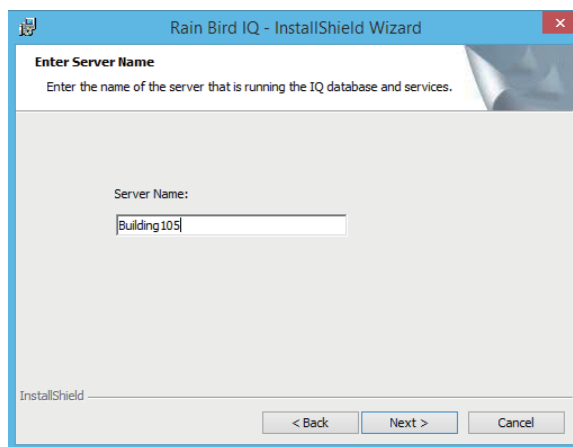 Rain Bird IQ - InstallShield Wizard
Enter Server Name
Enter the name of the server that is running the IQ database and services.
Server Name:
Building105
InstallShield
< Back Next > Cancel